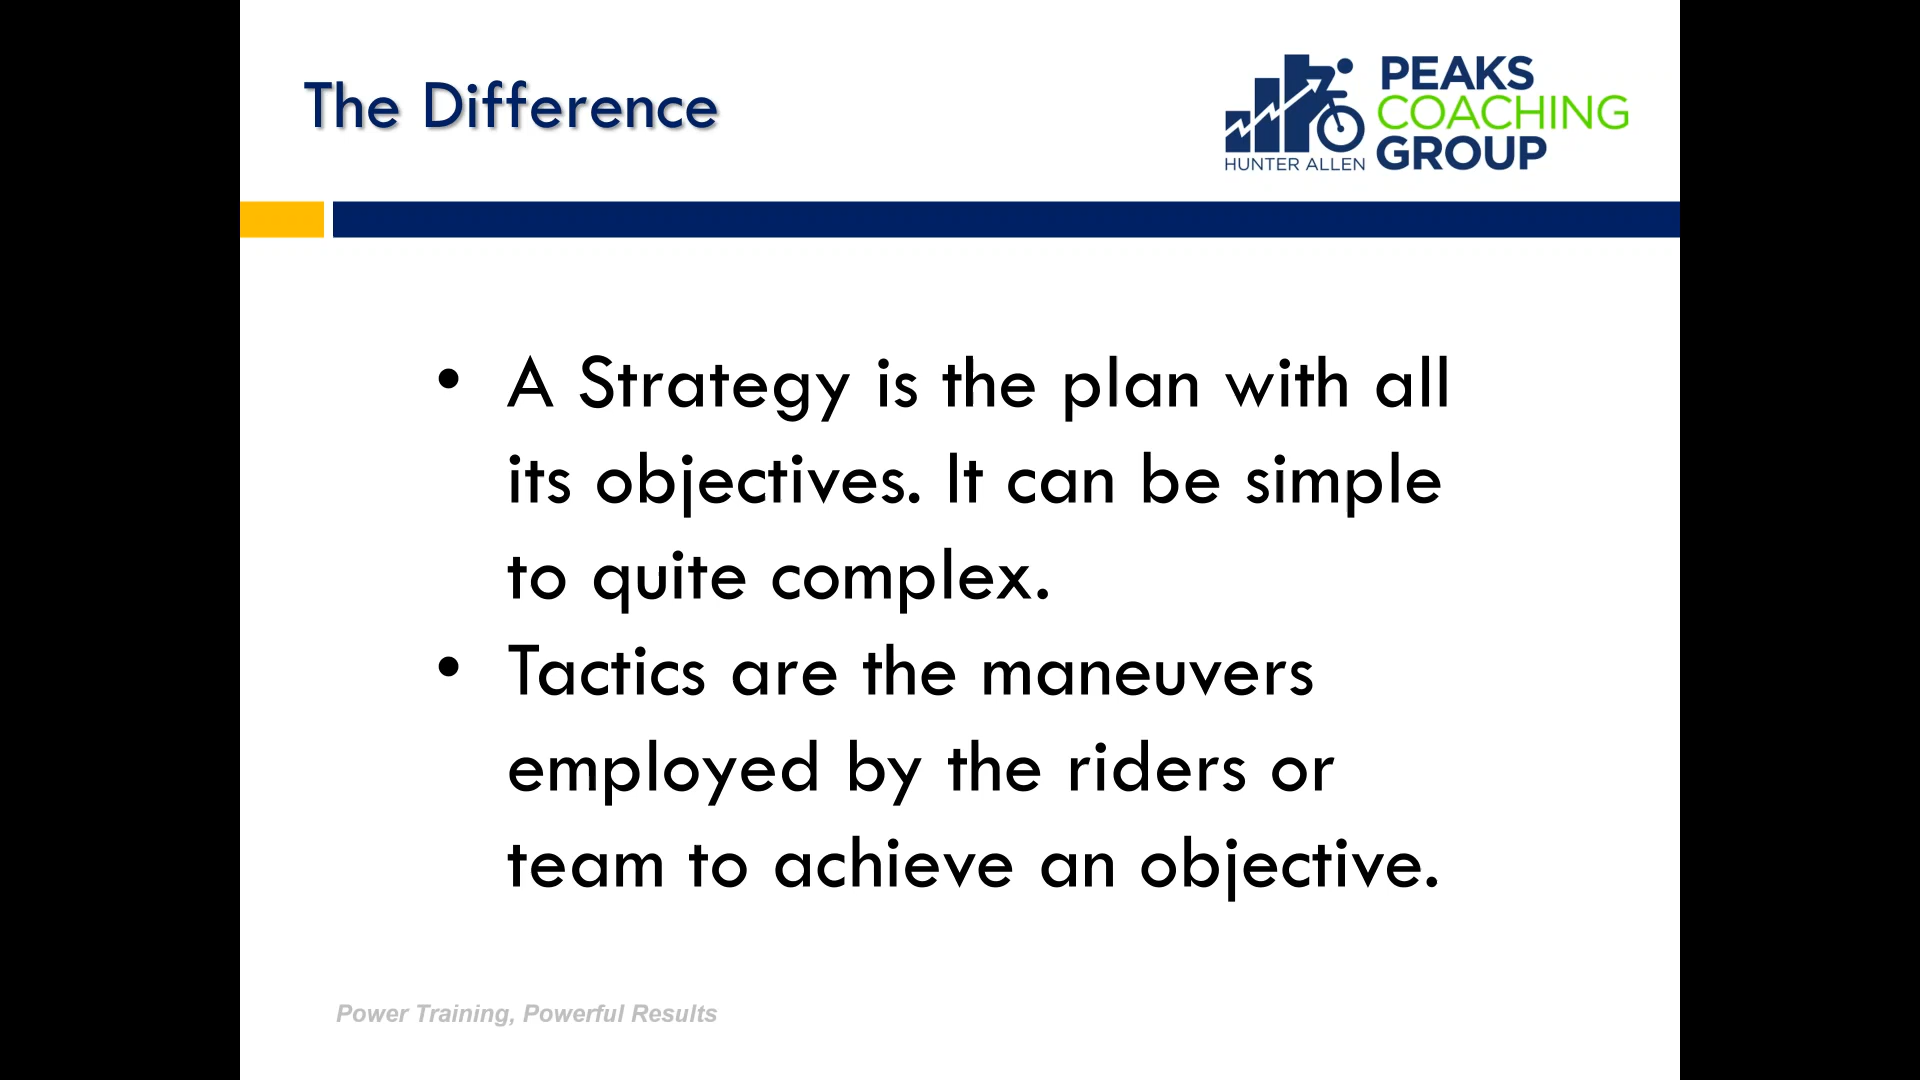 The Difference
PEAKS
COACHING
GROUP
HUNTER ALLEN
• A Strategy is the plan with all
its objectives. It can be simple
to quite complex.
• Tactics are the maneuvers
employed by the riders or
team to achieve an objective.
Power Training, Powerful Results